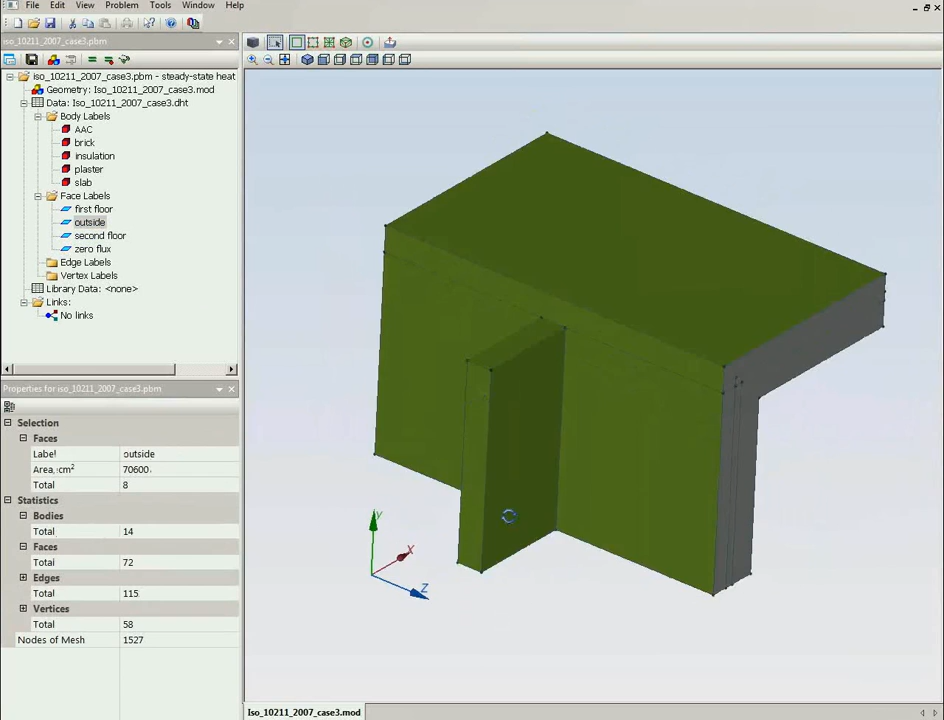 File Edit View Problem Tools Window Help
iso_10211_2007_case3.pbm
iso_10211_2007_case3.pbm - steady-state heat
Geometry: Iso_10211_2007_case3.mod
Data: Iso_10211_2007_case3.dht
Body Labels
AAC
brick
insulation
plaster
slab
Face Labels
first floor
outside
second floor
zero flux
Edge Labels
Vertex Labels
Library Data: <none>
Links:
No links
Properties for iso_10211_2007_case3.pbm
Selection
Faces
Label outside
Area, cm² 70600
Total 8
Statistics
Bodies
Total 14
Faces
Total 72
Edges
Total 115
Vertices
Total 58
Nodes of Mesh 1527
Y
X
Z
Iso_10211_2007_case3.mod